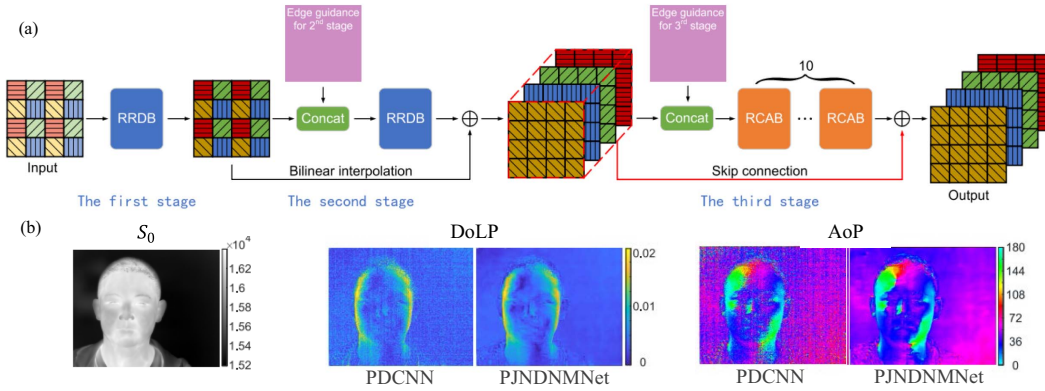 (a)
Edge guidance
for 2nd stage
Edge guidance
for 3rd stage
10
RRDB
Concat
RRDB
Concat
RCAB
...
RCAB
Input
Bilinear interpolation
Skip connection
Output
The first stage
The second stage
The third stage
(b)
S0
DoLP
AoP
×10^4
1.62
1.6
1.58
1.56
1.54
1.52
0.02
0.01
0
180
144
108
72
36
0
PDCNN
PJNDNMNet
PDCNN
PJNDNMNet